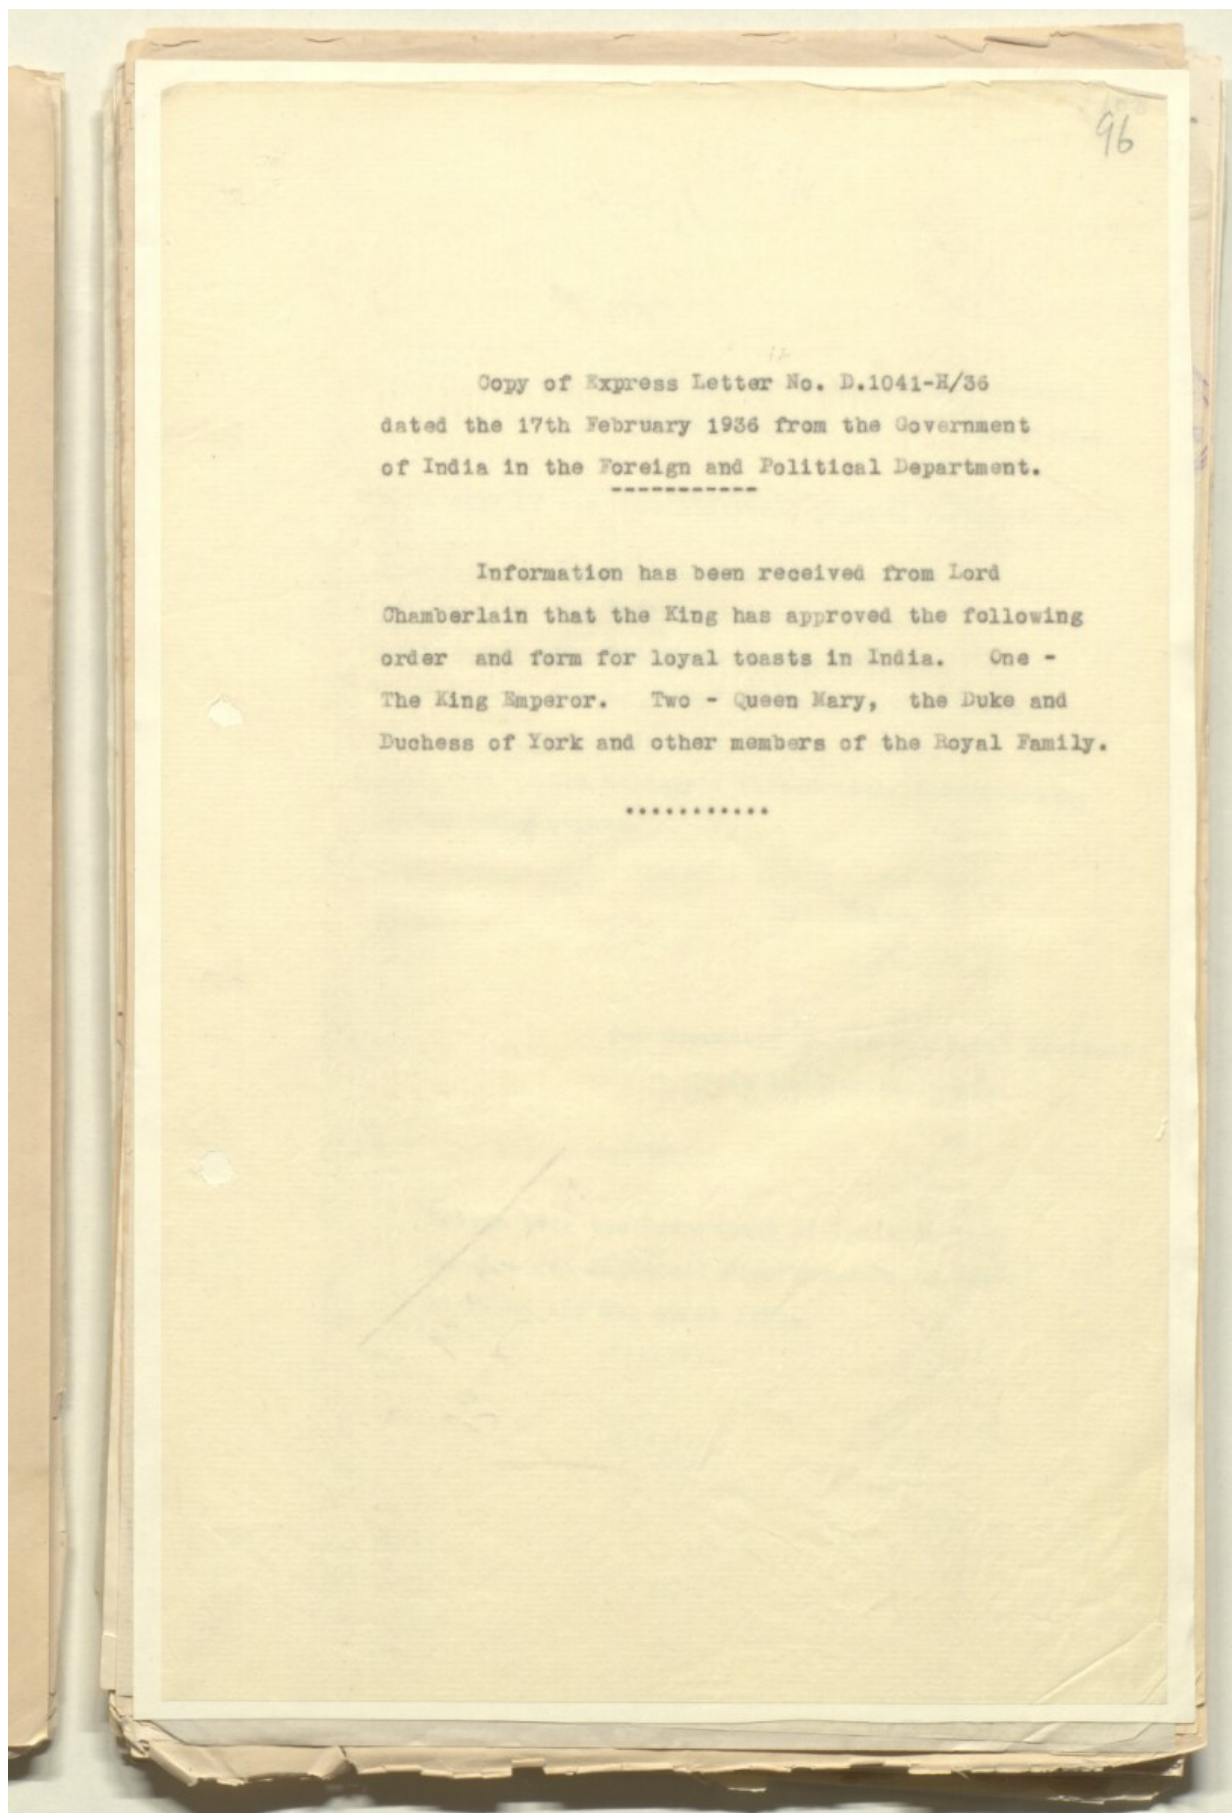 96
Copy of Express Letter No. D.1041-H/36
dated the 17th February 1936 from the Government
of India in the Foreign and Political Department.
-----------
Information has been received from Lord
Chamberlain that the King has approved the following
order and form for loyal toasts in India. One -
The King Emperor. Two - Queen Mary, the Duke and
Duchess of York and other members of the Royal Family.
...........